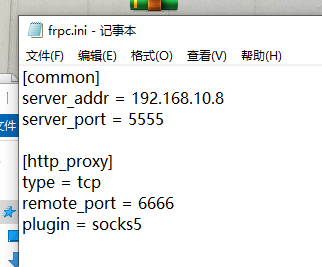 frpc.ini - 记事本
文件(F) 编辑(E) 格式(O) 查看(V) 帮助(H)
[common]
server_addr = 192.168.10.8
server_port = 5555
文件
[http_proxy]
type = tcp
remote_port = 6666
plugin = socks5